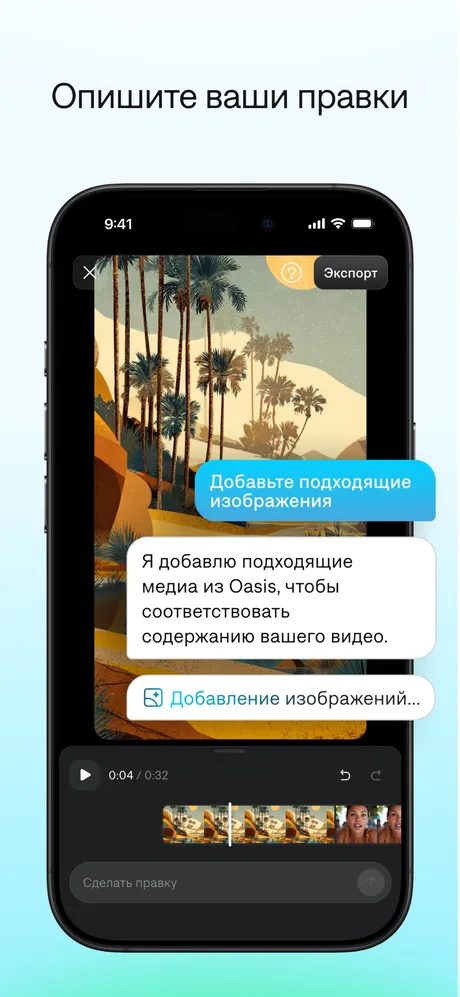 Опишите ваши правки
9:41
Экспорт
Добавьте подходящие
изображения
Я добавлю подходящие
медиа из Oasis, чтобы
соответствовать
содержанию вашего видео.
Добавление изображений...
0:04 / 0:32
Сделать правку